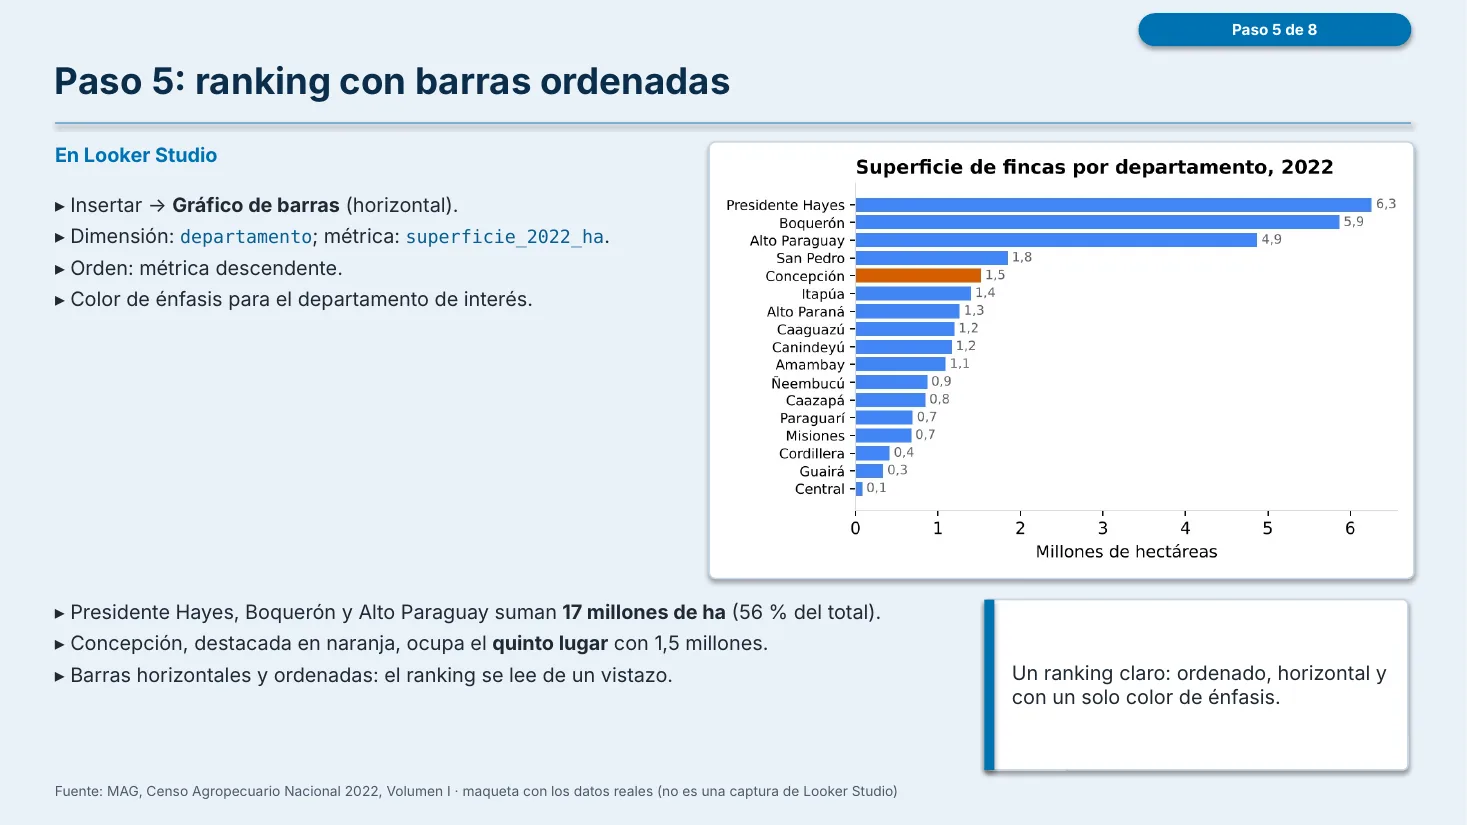 Paso 5 de 8
Paso 5: ranking con barras ordenadas
En Looker Studio
▸ Insertar → Gráfico de barras (horizontal).
▸ Dimensión: departamento; métrica: superficie_2022_ha.
▸ Orden: métrica descendente.
▸ Color de énfasis para el departamento de interés.
Superficie de fincas por departamento, 2022
Presidente Hayes 6,3
Boquerón 5,9
Alto Paraguay 4,9
San Pedro 1,8
Concepción 1,5
Itapúa 1,4
Alto Paraná 1,3
Caaguazú 1,2
Canindeyú 1,2
Amambay 1,1
Ñeembucú 0,9
Caazapá 0,8
Paraguarí 0,7
Misiones 0,7
Cordillera 0,4
Guairá 0,3
Central 0,1
0 1 2 3 4 5 6
Millones de hectáreas
▸ Presidente Hayes, Boquerón y Alto Paraguay suman 17 millones de ha (56 % del total).
▸ Concepción, destacada en naranja, ocupa el quinto lugar con 1,5 millones.
▸ Barras horizontales y ordenadas: el ranking se lee de un vistazo.
Un ranking claro: ordenado, horizontal y
con un solo color de énfasis.
Fuente: MAG, Censo Agropecuario Nacional 2022, Volumen I · maqueta con los datos reales (no es una captura de Looker Studio)